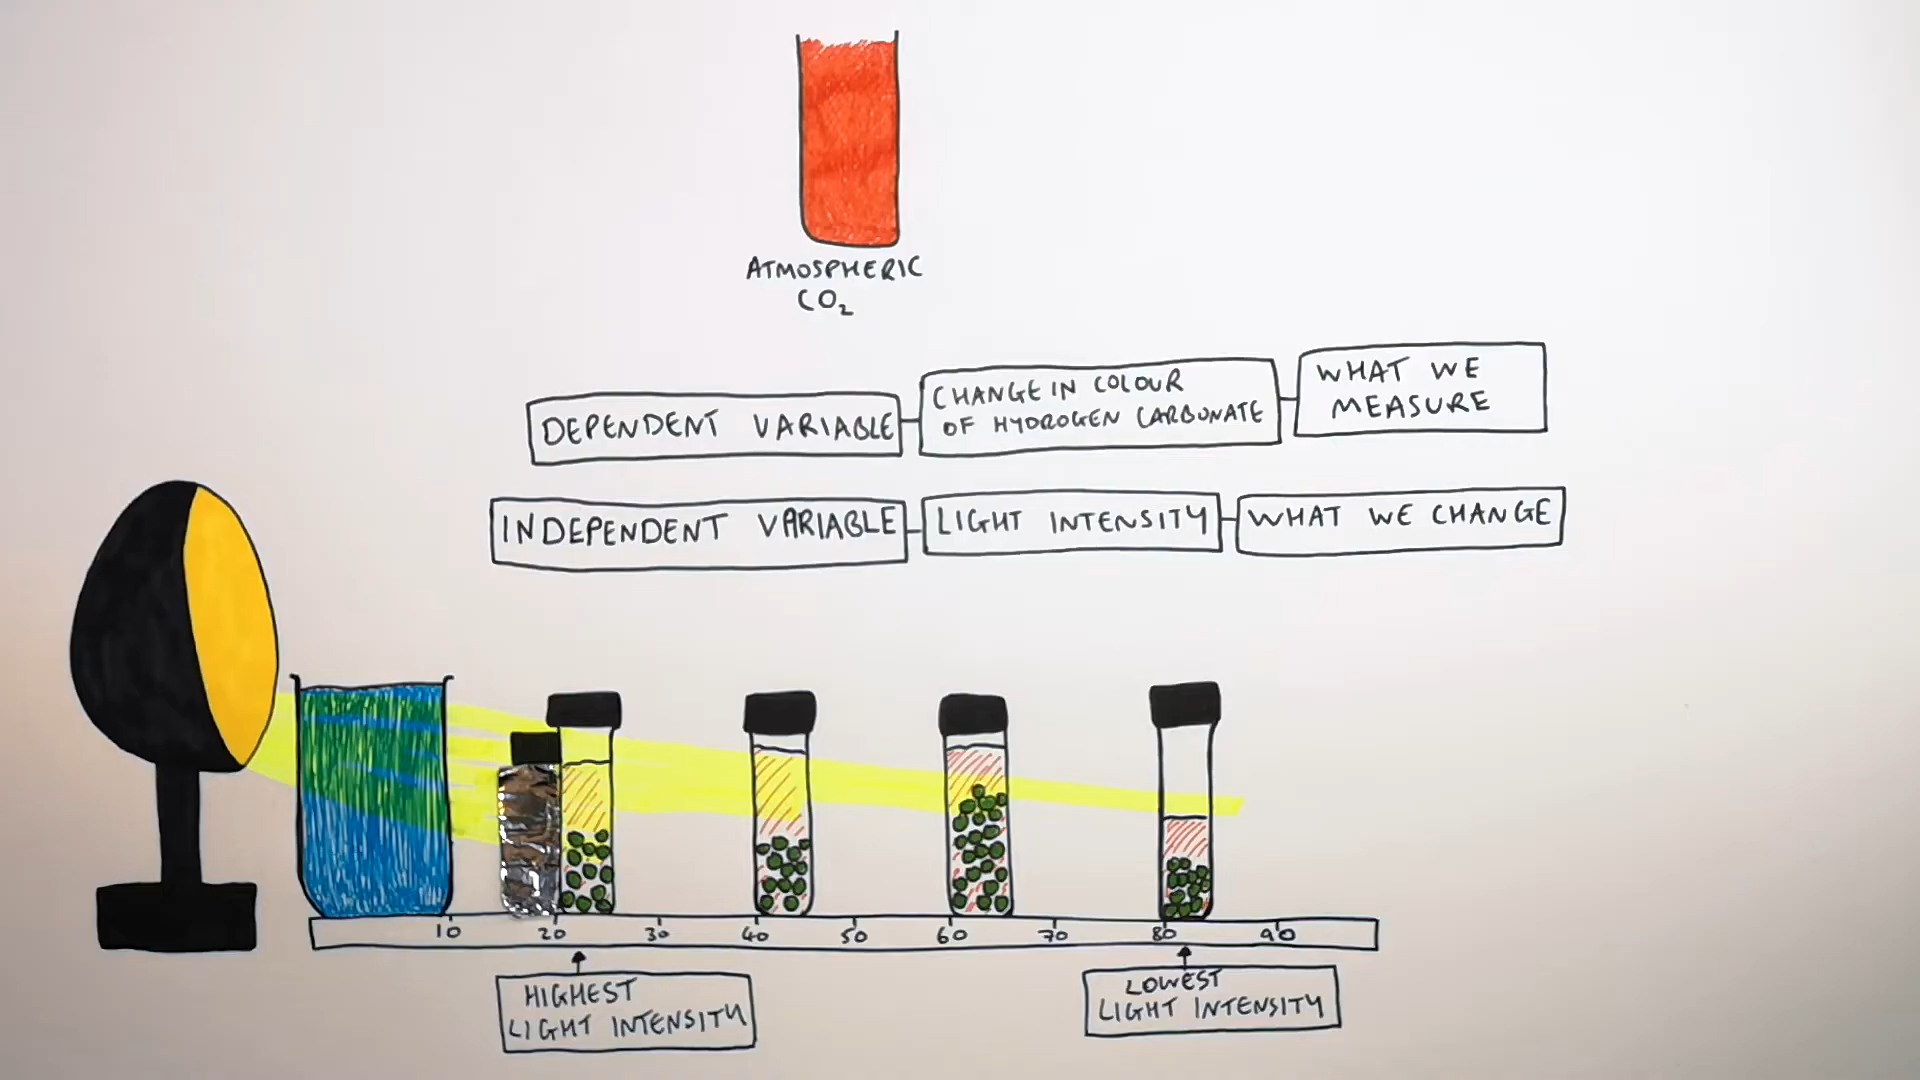 ATMOSPHERIC
CO₂
DEPENDENT VARIABLE
CHANGE IN COLOUR
OF HYDROGEN CARBONATE
WHAT WE
MEASURE
INDEPENDENT VARIABLE
LIGHT INTENSITY
WHAT WE CHANGE
10 20 30 40 50 60 70 80 90
HIGHEST
LIGHT INTENSITY
LOWEST
LIGHT INTENSITY